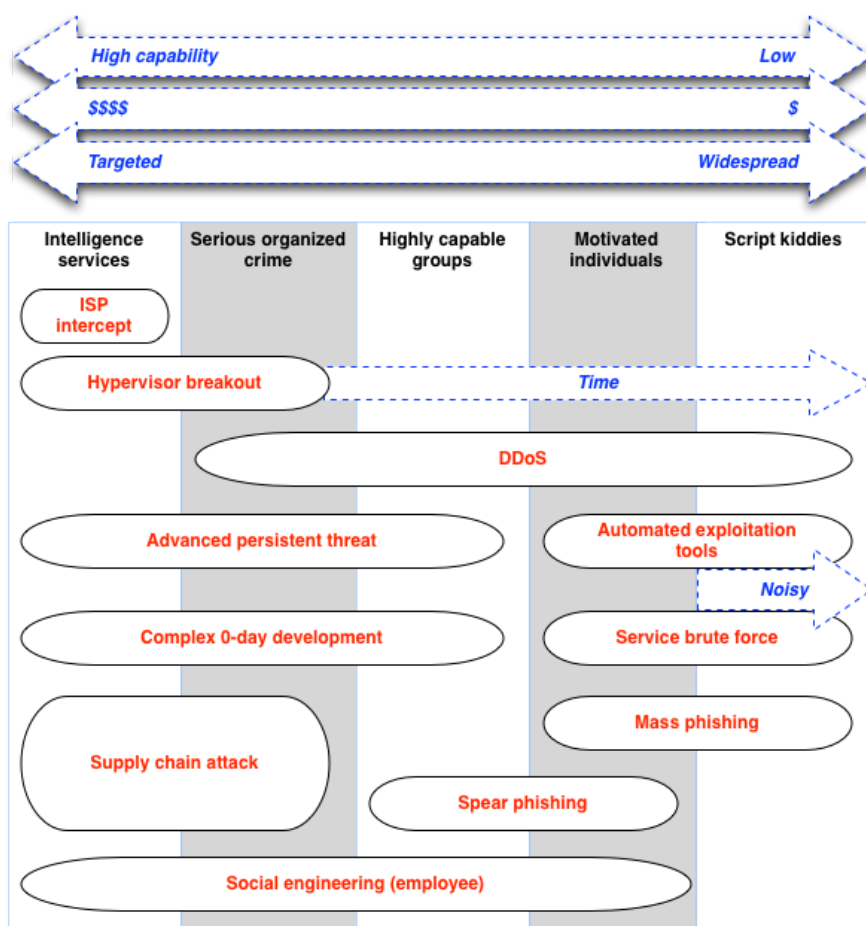 High capability Low
$$$$ $
Targeted Widespread
Intelligence services
Serious organized crime
Highly capable groups
Motivated individuals
Script kiddies
ISP
intercept
Hypervisor breakout
Time
DDoS
Advanced persistent threat
Automated exploitation
tools
Noisy
Complex 0-day development
Service brute force
Mass phishing
Supply chain attack
Spear phishing
Social engineering (employee)